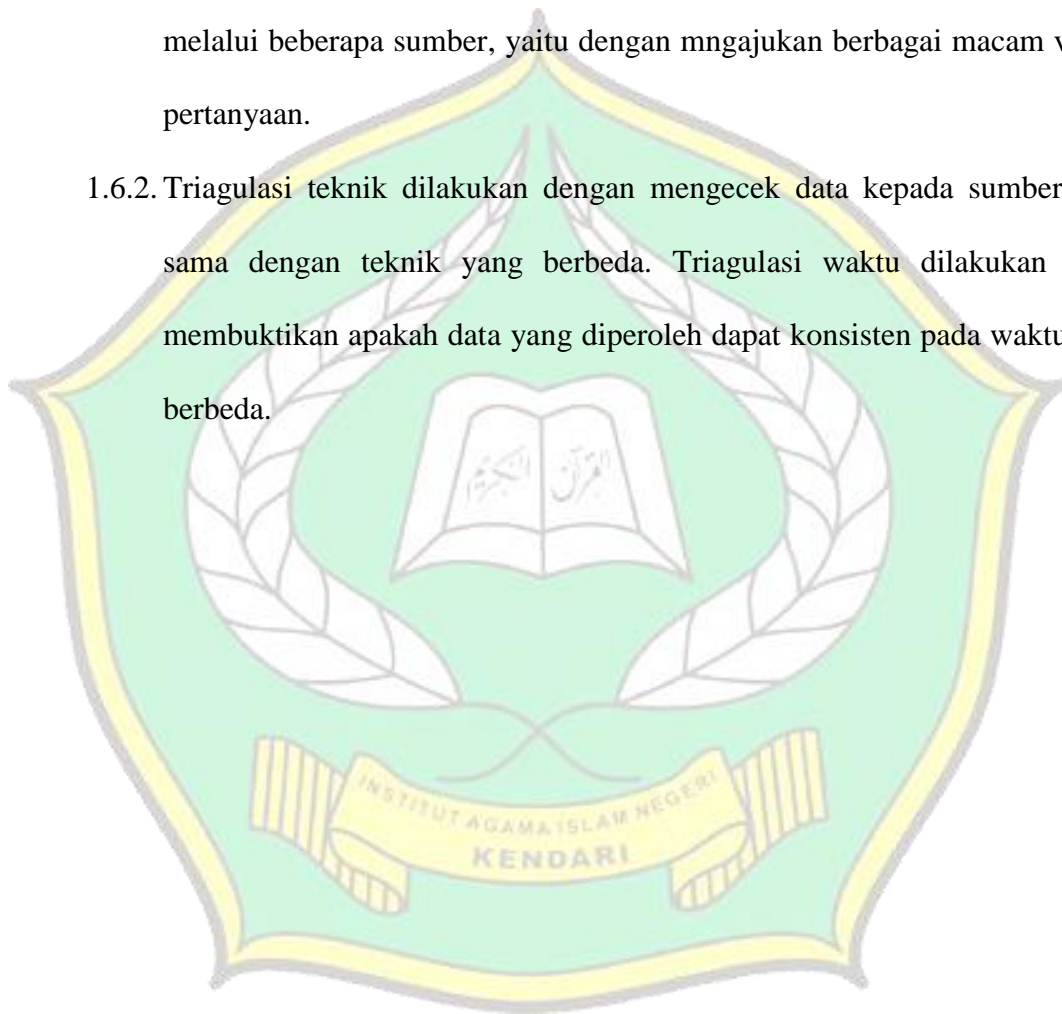 melalui beberapa sumber, yaitu dengan mngajukan berbagai macam
pertanyaan.
1.6.2. Triagulasi teknik dilakukan dengan mengecek data kepada sumber
sama dengan teknik yang berbeda. Triagulasi waktu dilakukan
membuktikan apakah data yang diperoleh dapat konsisten pada waktu
berbeda.
القرآن الكريم
INSTITUT AGAMA ISLAM NEGERI
KENDARI